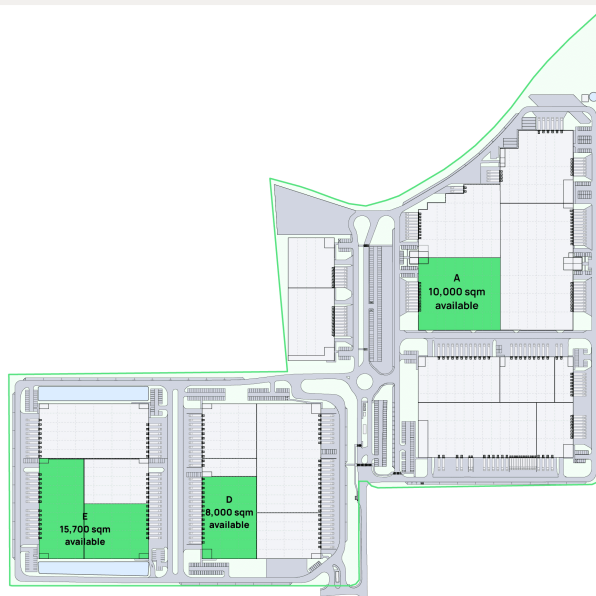 A
10,000 sqm
available
D
8,000 sqm
available
E
15,700 sqm
available